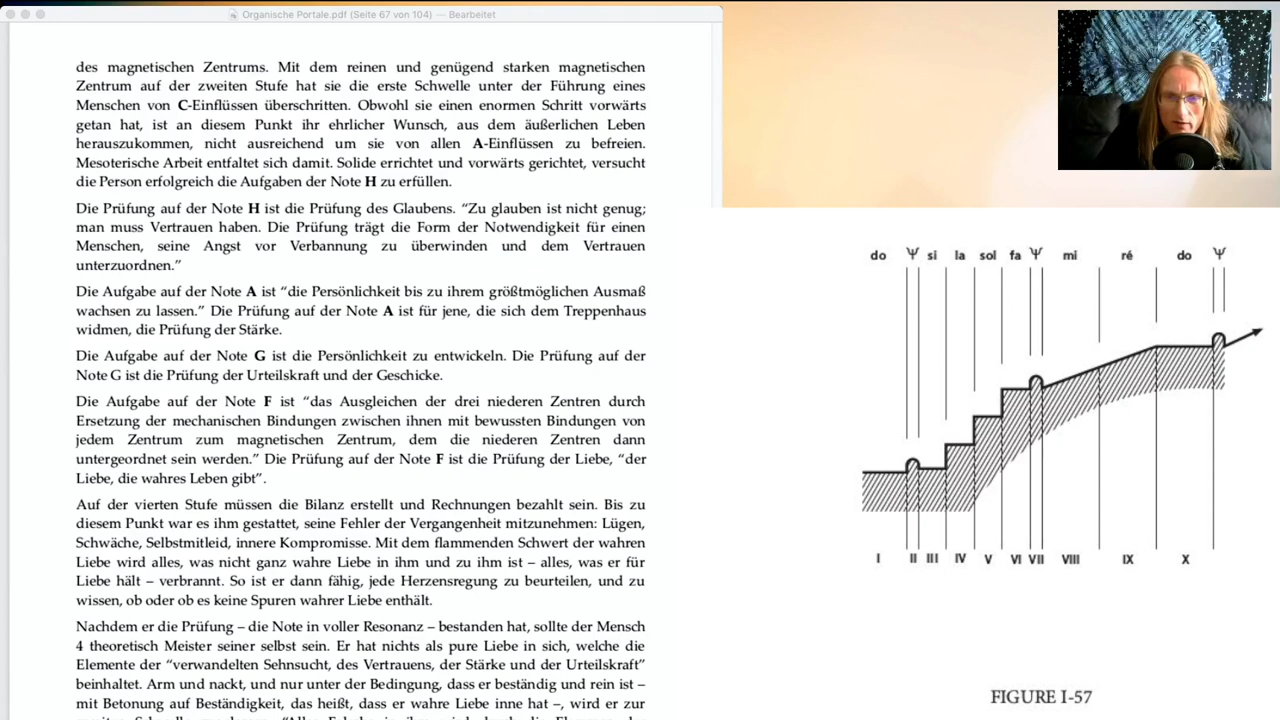 Organische Portale.pdf (Seite 67 von 104) — Bearbeitet
des magnetischen Zentrums. Mit dem reinen und genügend starken magnetischen
Zentrum auf der zweiten Stufe hat sie die erste Schwelle unter der Führung eines
Menschen von C-Einflüssen überschritten. Obwohl sie einen enormen Schritt vorwärts
getan hat, ist an diesem Punkt ihr ehrlicher Wunsch, aus dem äußerlichen Leben
herauszukommen, nicht ausreichend um sie von allen A-Einflüssen zu befreien.
Mesoterische Arbeit entfaltet sich damit. Solide errichtet und vorwärts gerichtet, versucht
die Person erfolgreich die Aufgaben der Note H zu erfüllen.
Die Prüfung auf der Note H ist die Prüfung des Glaubens. “Zu glauben ist nicht genug;
man muss Vertrauen haben. Die Prüfung trägt die Form der Notwendigkeit für einen
Menschen, seine Angst vor Verbannung zu überwinden und dem Vertrauen
unterzuordnen.”
Die Aufgabe auf der Note A ist “die Persönlichkeit bis zu ihrem größtmöglichen Ausmaß
wachsen zu lassen.” Die Prüfung auf der Note A ist für jene, die sich dem Treppenhaus
widmen, die Prüfung der Stärke.
Die Aufgabe auf der Note G ist die Persönlichkeit zu entwickeln. Die Prüfung auf der
Note G ist die Prüfung der Urteilskraft und der Geschicke.
Die Aufgabe auf der Note F ist “das Ausgleichen der drei niederen Zentren durch
Ersetzung der mechanischen Bindungen zwischen ihnen mit bewussten Bindungen von
jedem Zentrum zum magnetischen Zentrum, dem die niederen Zentren dann
untergeordnet sein werden.” Die Prüfung auf der Note F ist die Prüfung der Liebe, “der
Liebe, die wahres Leben gibt”.
Auf der vierten Stufe müssen die Bilanz erstellt und Rechnungen bezahlt sein. Bis zu
diesem Punkt war es ihm gestattet, seine Fehler der Vergangenheit mitzunehmen: Lügen,
Schwäche, Selbstmitleid, innere Kompromisse. Mit dem flammenden Schwert der wahren
Liebe wird alles, was nicht ganz wahre Liebe in ihm und zu ihm ist – alles, was er für
Liebe hält – verbrannt. So ist er dann fähig, jede Herzensregung zu beurteilen, und zu
wissen, ob oder ob es keine Spuren wahrer Liebe enthält.
Nachdem er die Prüfung – die Note in voller Resonanz – bestanden hat, sollte der Mensch
4 theoretisch Meister seiner selbst sein. Er hat nichts als pure Liebe in sich, welche die
Elemente der “verwandelten Sehnsucht, des Vertrauens, der Stärke und der Urteilskraft”
beinhaltet. Arm und nackt, und nur unter der Bedingung, dass er beständig und rein ist –
mit Betonung auf Beständigkeit, das heißt, dass er wahre Liebe inne hat –, wird er zur
do Ψ si la sol fa Ψ mi ré do Ψ
I II III IV V VI VII VIII IX X
FIGURE I-57